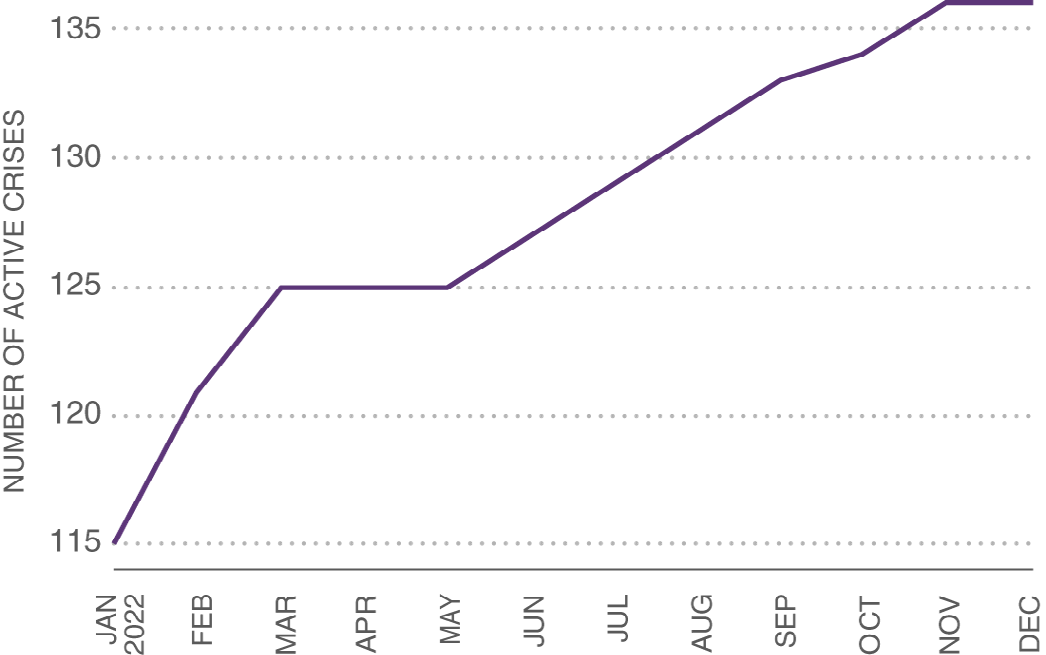 NUMBER OF ACTIVE CRISES
135
130
125
120
115
JAN
2022
FEB
MAR
APR
MAY
JUN
JUL
AUG
SEP
OCT
NOV
DEC